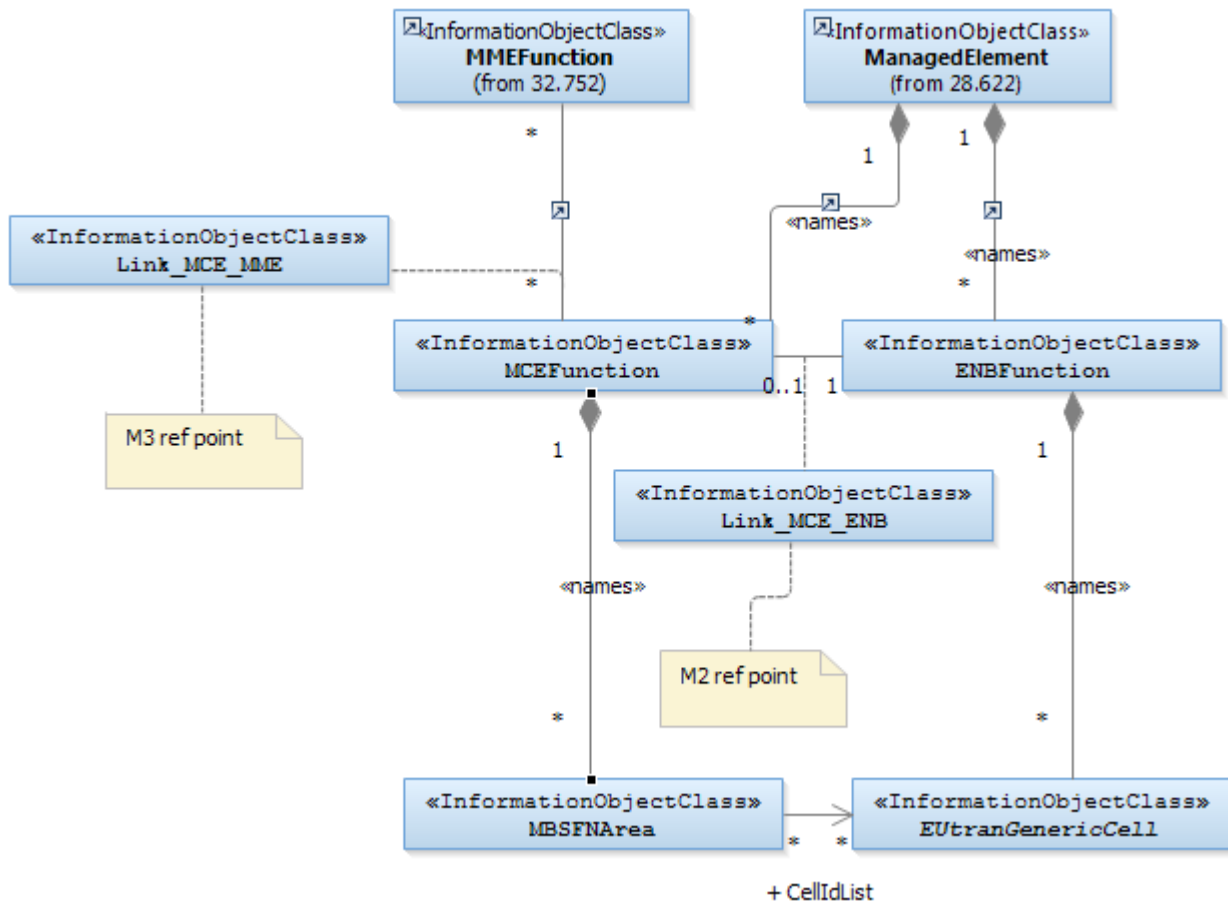 «InformationObjectClass»
MMEFunction
(from 32.752)
«InformationObjectClass»
ManagedElement
(from 28.622)
*
1
1
«names»
«InformationObjectClass»
Link_MCE_MME
«names»
*
*
*
«InformationObjectClass»
MCEFunction
«InformationObjectClass»
ENBFunction
0..1
1
M3 ref point
1
1
«InformationObjectClass»
Link_MCE_ENB
«names»
«names»
M2 ref point
*
*
«InformationObjectClass»
MBSFNArea
«InformationObjectClass»
EUtranGenericCell
*
*
+ CellIdList